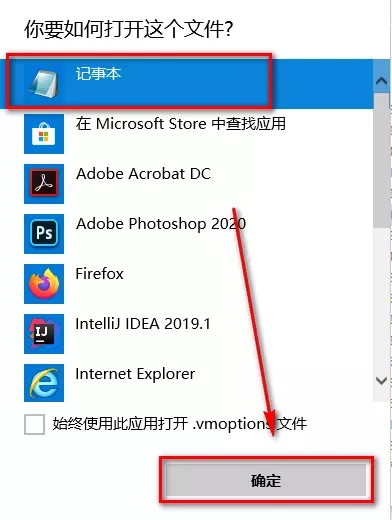 你要如何打开这个文件?
记事本
在 Microsoft Store 中查找应用
Adobe Acrobat DC
Ps
Adobe Photoshop 2020
Firefox
IJ
IntelliJ IDEA 2019.1
Internet Explorer
始终使用此应用打开 .vmoptions 文件
确定